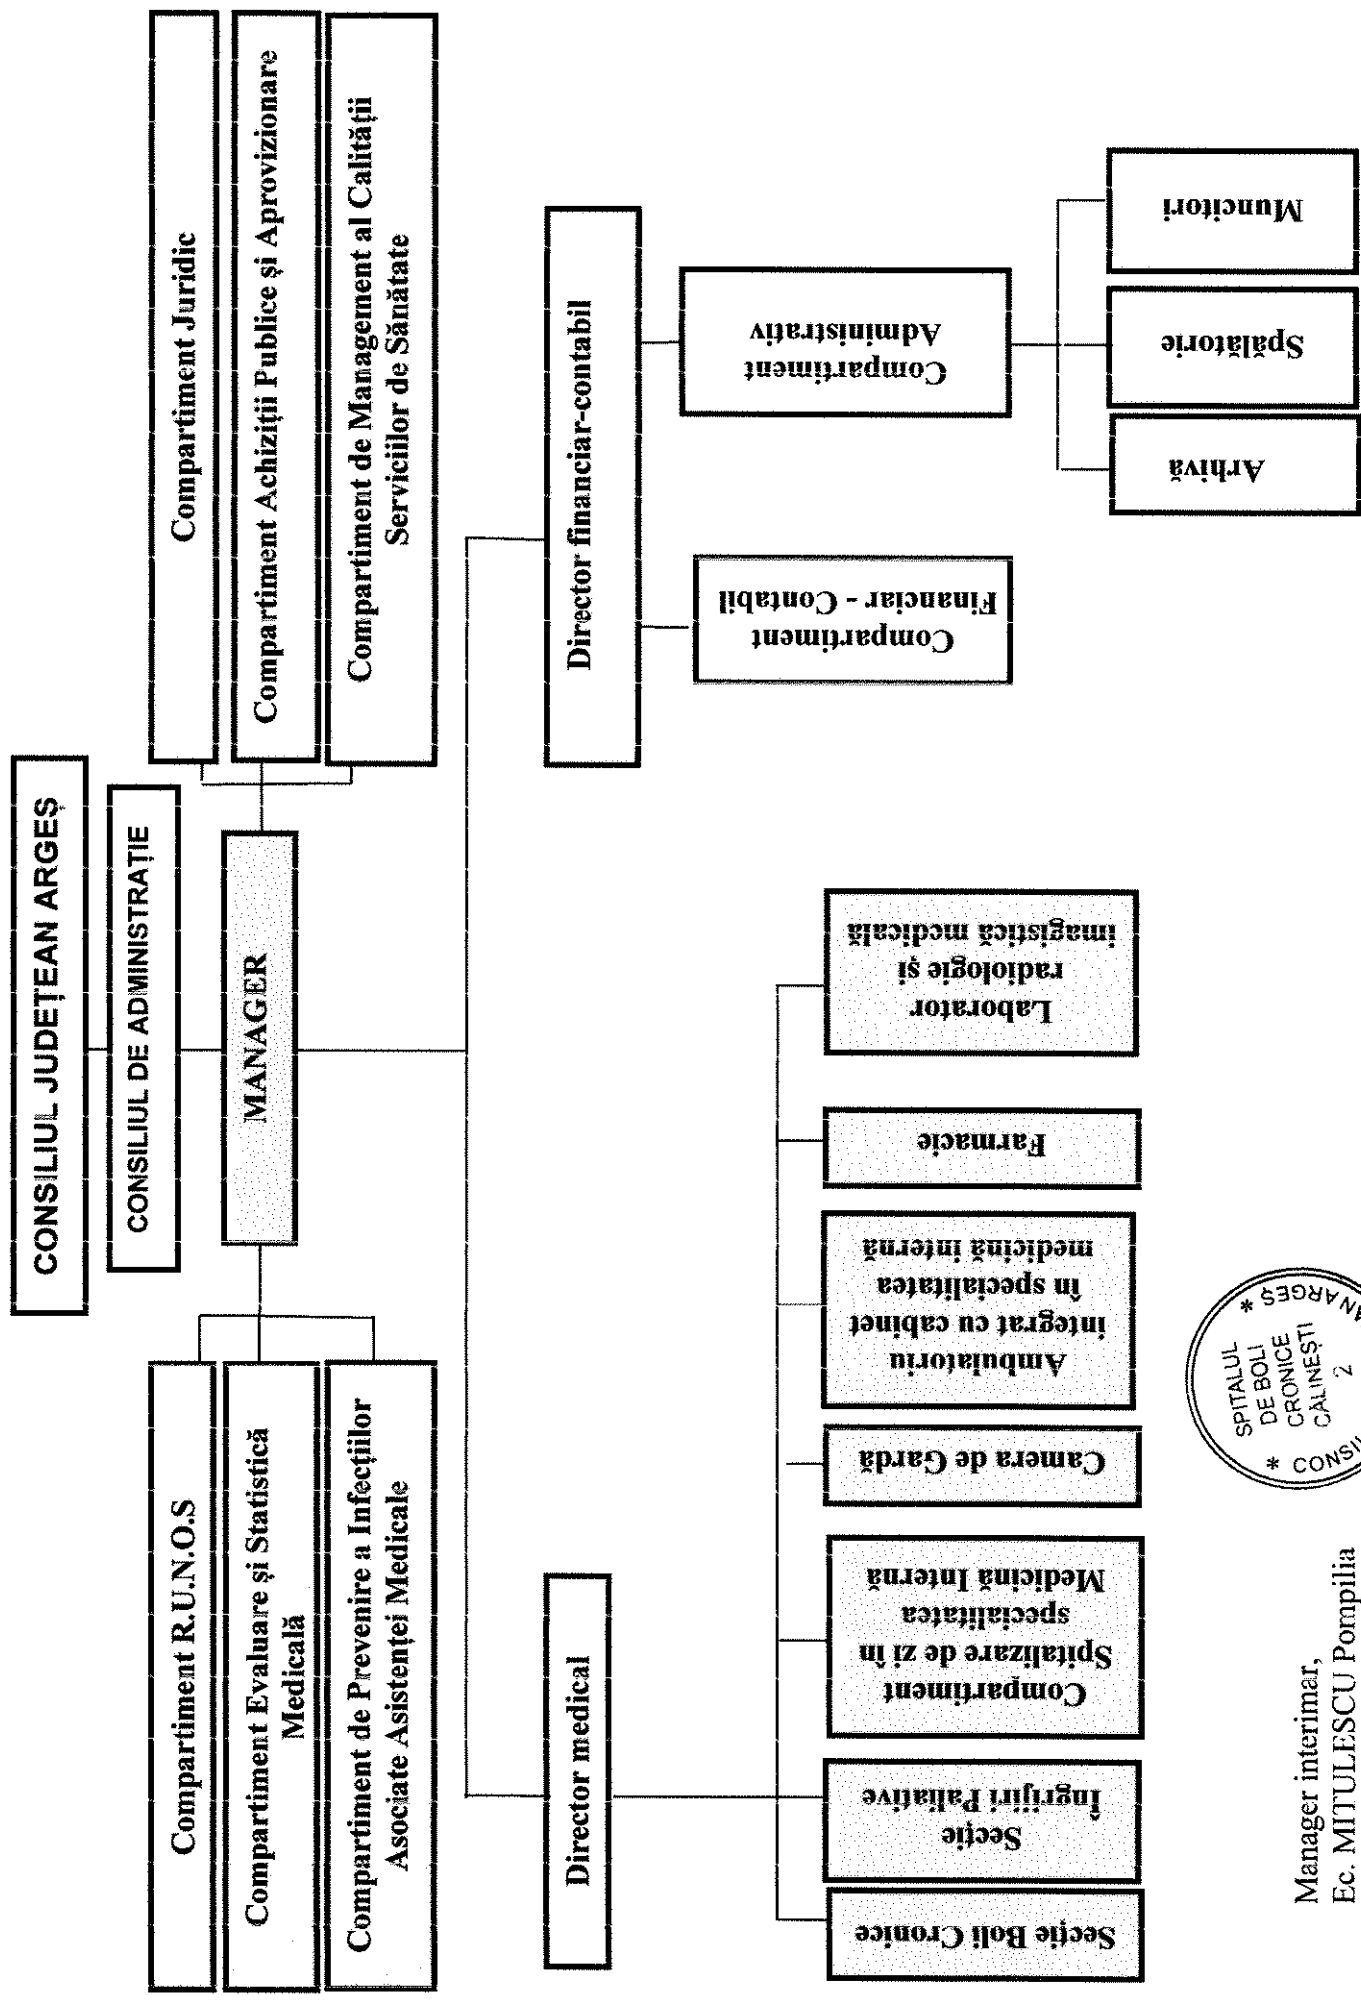 CONSILIUL JUDEȚEAN ARGEȘ
CONSILIUL DE ADMINISTRAȚIE
MANAGER
Compartiment R.U.N.O.S
Compartiment Evaluare și Statistică
Medicală
Compartiment de Prevenire a Infecțiilor
Asociate Asistenței Medicale
Compartiment Juridic
Compartiment Achiziții Publice și Aprovizionare
Compartiment de Management al Calității
Serviciilor de Sănătate
Director medical
Director financiar-contabil
Secție Boli Cronice
Secție
Îngrijiri Paliative
Compartiment
Spitalizare de zi în
specialitatea
Medicină Internă
Camera de Gardă
Ambulatoriu
integrat cu cabinet
în specialitatea
medicină internă
Farmacie
Laborator
radiologie și
imagistică medicală
Compartiment
Financiar - Contabil
Compartiment
Administrativ
Arhivă
Spălătorie
Muncitori
Manager interimar,
Ec. MITULESCU Pompilia
SPITALUL
DE BOLI
CRONICE
CĂLINEȘTI
2
ARGEȘ *